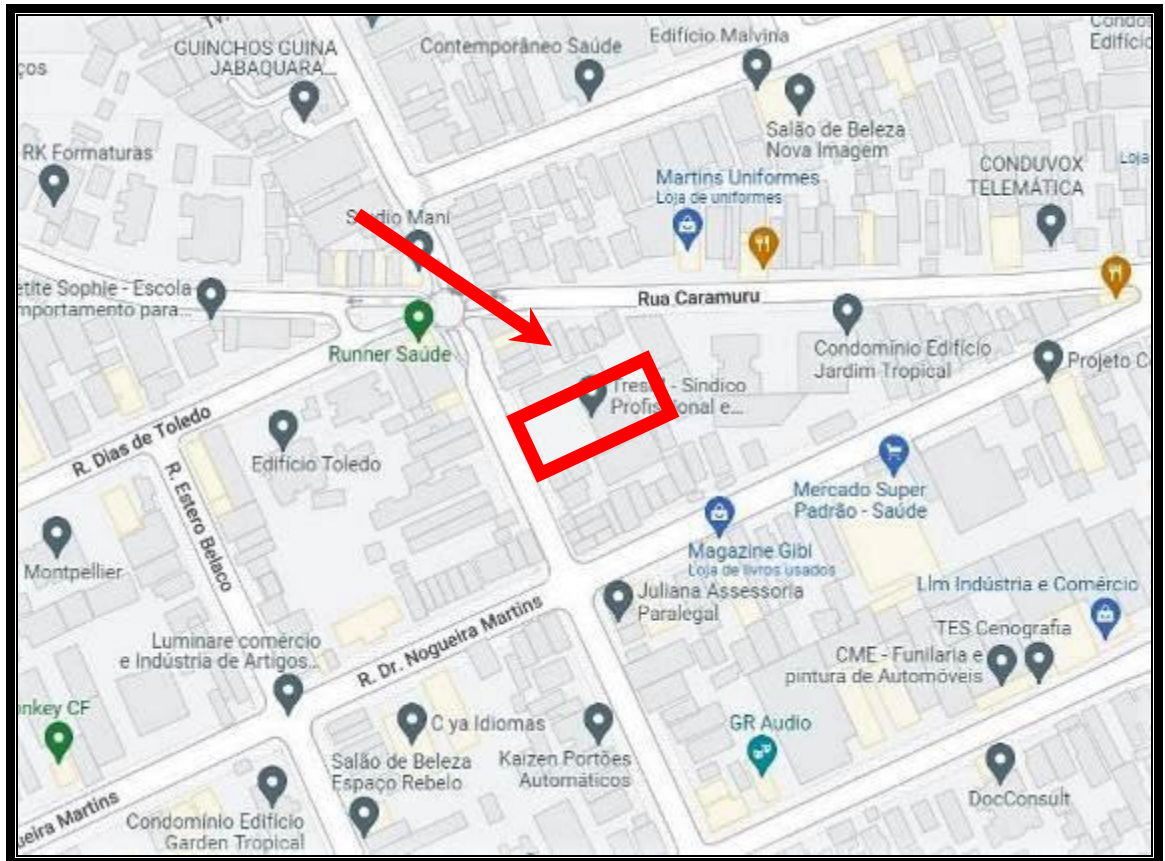 Condo
Edifício
Edifício Malvina
GUINCHOS GUINA
JABAQUARA...
Contemporâneo Saúde
ços
Salão de Beleza
Nova Imagem
RK Formaturas
CONDUVOX
TELEMÁTICA
Loja
Martins Uniformes
Loja de uniformes
Studio Mani
etite Sophie - Escola
mportamento para...
Rua Caramuru
Runner Saúde
Condomínio Edifício
Jardim Tropical
Projeto C
- Síndico
Profissional e...
R. Dias de Toledo
Edifício Toledo
R. Estero Belaco
Mercado Super
Padrão - Saúde
Magazine Gibi
Loja de livros usados
Montpellier
Juliana Assessoria
Paralegal
Llm Indústria e Comércio
R. Dr. Nogueira Martins
TES Cenografia
Luminare comércio
e Indústria de Artigos...
CME - Funilaria e
pintura de Automóveis
nkey CF
C ya Idiomas
GR Audio
Salão de Beleza
Espaço Rebelo
Kaizen Portões
Automáticos
DocConsult
ueira Martins
Condomínio Edifício
Garden Tropical